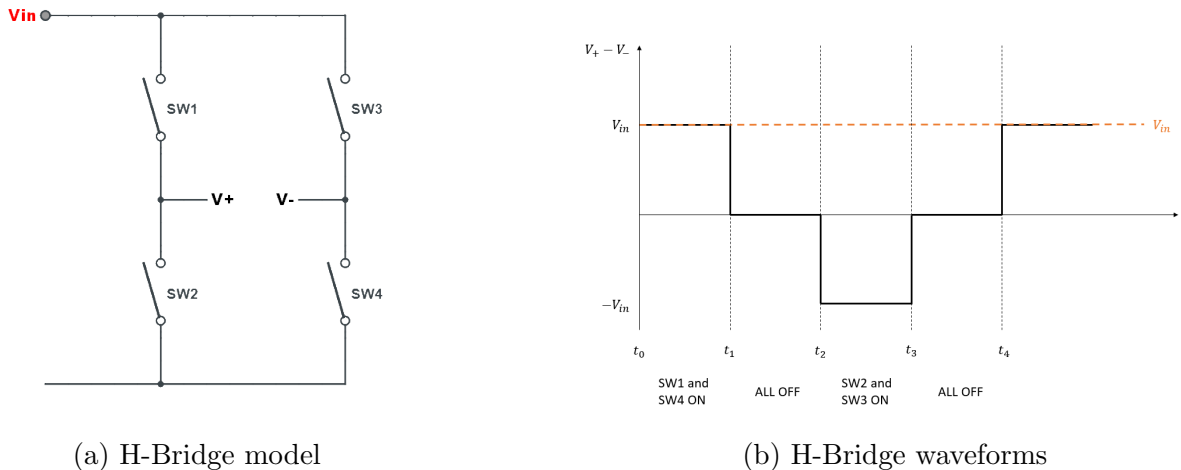 Vin
SW1
SW3
V+
V-
SW2
SW4
(a) H-Bridge model
V₊ − V₋
Vᵢₙ
Vᵢₙ
−Vᵢₙ
t₀
t₁
t₂
t₃
t₄
SW1 and
SW4 ON
ALL OFF
SW2 and
SW3 ON
ALL OFF
(b) H-Bridge waveforms